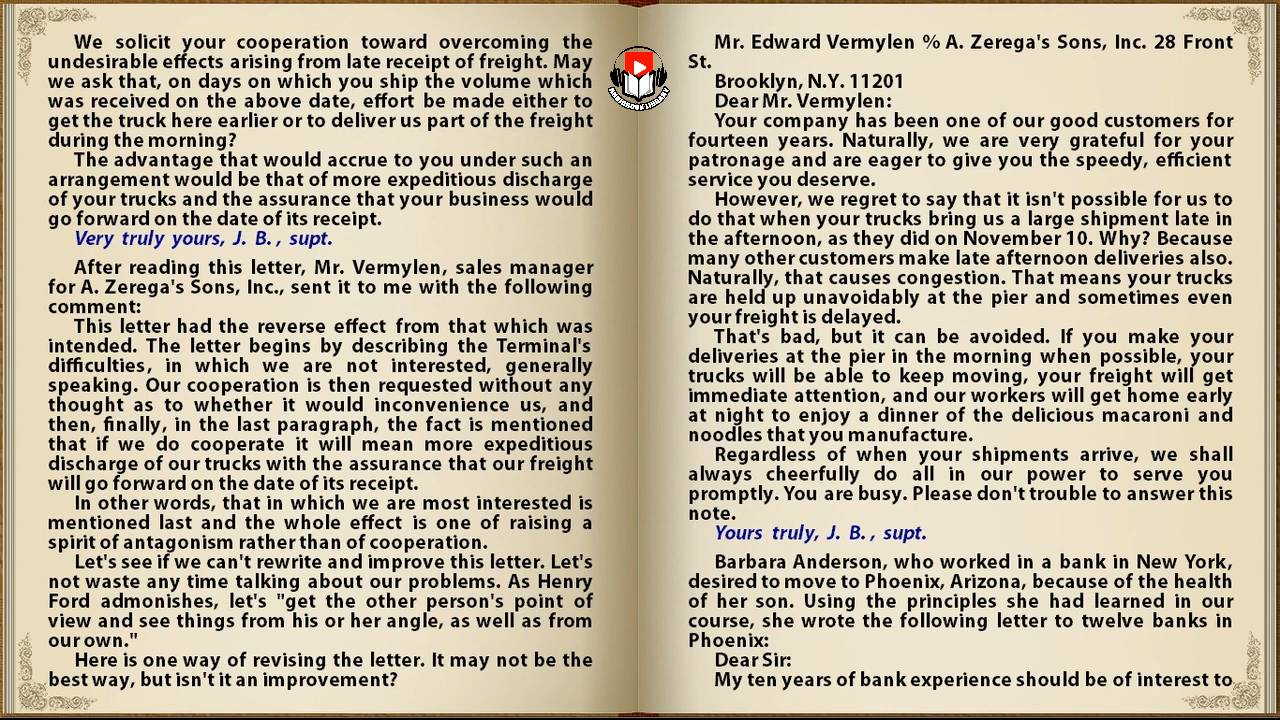 We solicit your cooperation toward overcoming the
undesirable effects arising from late receipt of freight. May
we ask that, on days on which you ship the volume which
was received on the above date, effort be made either to
get the truck here earlier or to deliver us part of the freight
during the morning?
The advantage that would accrue to you under such an
arrangement would be that of more expeditious discharge
of your trucks and the assurance that your business would
go forward on the date of its receipt.
Very truly yours, J. B. , supt.
After reading this letter, Mr. Vermylen, sales manager
for A. Zerega's Sons, Inc., sent it to me with the following
comment:
This letter had the reverse effect from that which was
intended. The letter begins by describing the Terminal's
difficulties, in which we are not interested, generally
speaking. Our cooperation is then requested without any
thought as to whether it would inconvenience us, and
then, finally, in the last paragraph, the fact is mentioned
that if we do cooperate it will mean more expeditious
discharge of our trucks with the assurance that our freight
will go forward on the date of its receipt.
In other words, that in which we are most interested is
mentioned last and the whole effect is one of raising a
spirit of antagonism rather than of cooperation.
Let's see if we can't rewrite and improve this letter. Let's
not waste any time talking about our problems. As Henry
Ford admonishes, let's "get the other person's point of
view and see things from his or her angle, as well as from
our own."
Here is one way of revising the letter. It may not be the
best way, but isn't it an improvement?
Mr. Edward Vermylen % A. Zerega's Sons, Inc. 28 Front
St.
Brooklyn, N.Y. 11201
Dear Mr. Vermylen:
Your company has been one of our good customers for
fourteen years. Naturally, we are very grateful for your
patronage and are eager to give you the speedy, efficient
service you deserve.
However, we regret to say that it isn't possible for us to
do that when your trucks bring us a large shipment late in
the afternoon, as they did on November 10. Why? Because
many other customers make late afternoon deliveries also.
Naturally, that causes congestion. That means your trucks
are held up unavoidably at the pier and sometimes even
your freight is delayed.
That's bad, but it can be avoided. If you make your
deliveries at the pier in the morning when possible, your
trucks will be able to keep moving, your freight will get
immediate attention, and our workers will get home early
at night to enjoy a dinner of the delicious macaroni and
noodles that you manufacture.
Regardless of when your shipments arrive, we shall
always cheerfully do all in our power to serve you
promptly. You are busy. Please don't trouble to answer this
note.
Yours truly, J. B. , supt.
Barbara Anderson, who worked in a bank in New York,
desired to move to Phoenix, Arizona, because of the health
of her son. Using the principles she had learned in our
course, she wrote the following letter to twelve banks in
Phoenix:
Dear Sir:
My ten years of bank experience should be of interest to